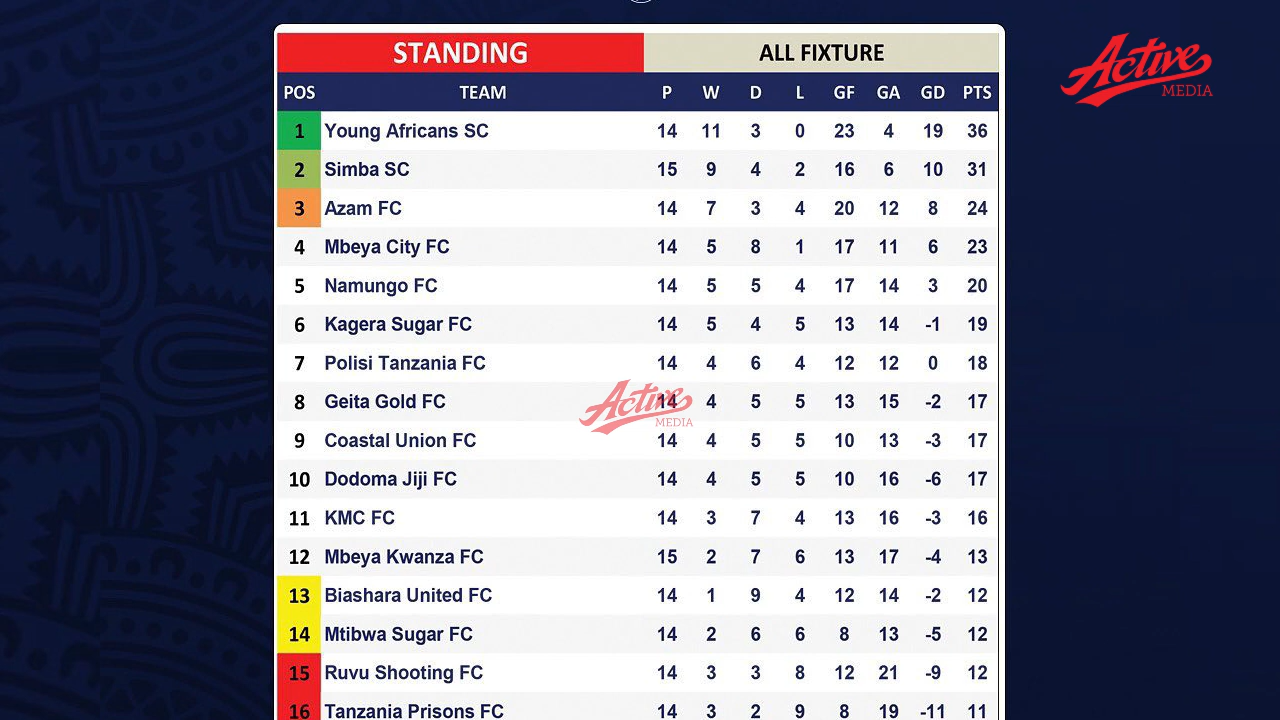 STANDING ALL FIXTURE
Active
MEDIA
POS TEAM P W D L GF GA GD PTS
1 Young Africans SC 14 11 3 0 23 4 19 36
2 Simba SC 15 9 4 2 16 6 10 31
3 Azam FC 14 7 3 4 20 12 8 24
4 Mbeya City FC 14 5 8 1 17 11 6 23
5 Namungo FC 14 5 5 4 17 14 3 20
6 Kagera Sugar FC 14 5 4 5 13 14 -1 19
7 Polisi Tanzania FC 14 4 6 4 12 12 0 18
8 Geita Gold FC 14 4 5 5 13 15 -2 17
Active
MEDIA
9 Coastal Union FC 14 4 5 5 10 13 -3 17
10 Dodoma Jiji FC 14 4 5 5 10 16 -6 17
11 KMC FC 14 3 7 4 13 16 -3 16
12 Mbeya Kwanza FC 15 2 7 6 13 17 -4 13
13 Biashara United FC 14 1 9 4 12 14 -2 12
14 Mtibwa Sugar FC 14 2 6 6 8 13 -5 12
15 Ruvu Shooting FC 14 3 3 8 12 21 -9 12
16 Tanzania Prisons FC 14 3 2 9 8 19 -11 11